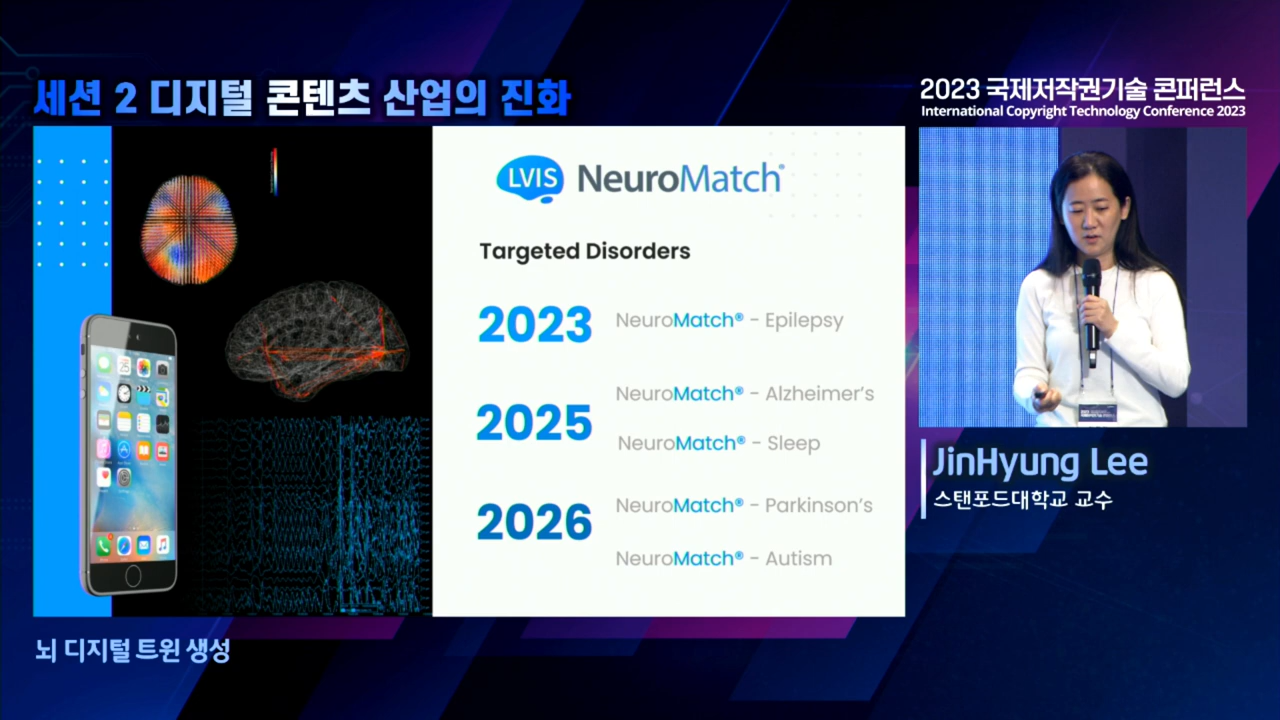 세션 2 디지털 콘텐츠 산업의 진화
2023 국제저작권기술 콘퍼런스
International Copyright Technology Conference 2023
LVIS NeuroMatch®
Targeted Disorders
2023 NeuroMatch® - Epilepsy
2025 NeuroMatch® - Alzheimer's
NeuroMatch® - Sleep
2026 NeuroMatch® - Parkinson's
NeuroMatch® - Autism
JinHyung Lee
스탠포드대학교 교수
뇌 디지털 트윈 생성